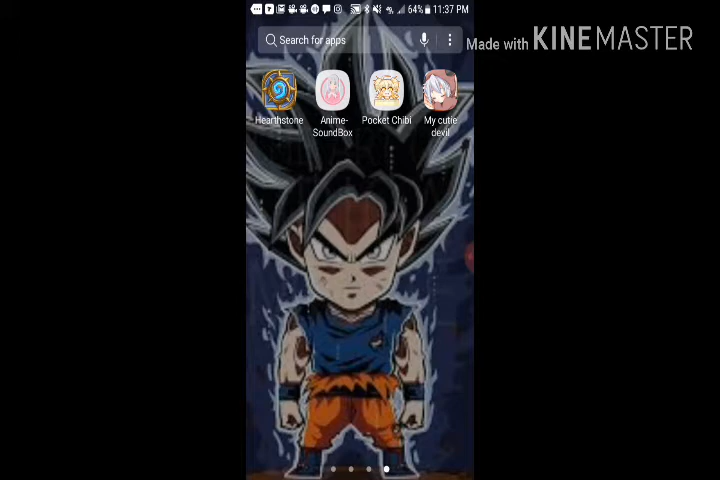 64% 11:37 PM
Search for apps
Made with KINEMASTER
Hearthstone
Anime-
SoundBox
Pocket Chibi
My cutie
devil